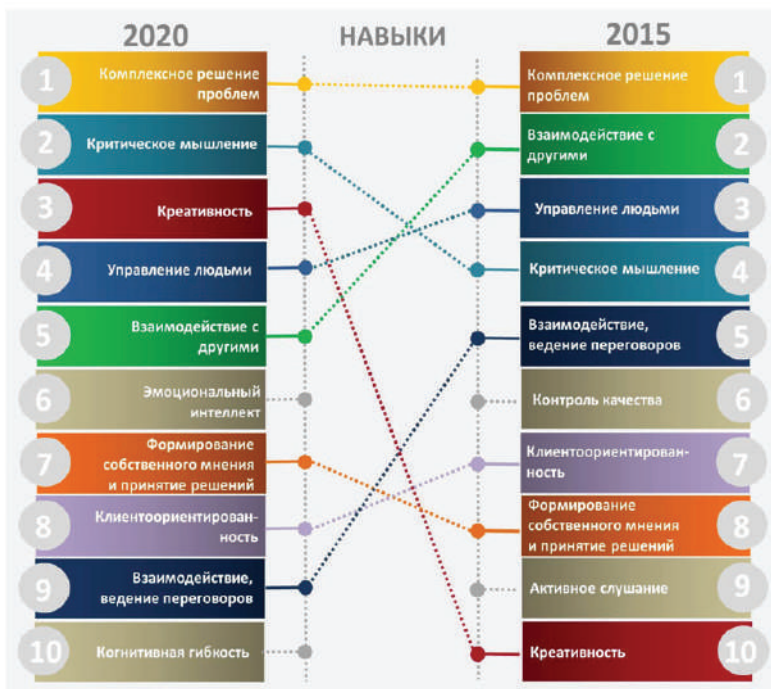 2020
НАВЫКИ
2015
1
Комплексное решение
проблем
2
Критическое мышление
3
Креативность
4
Управление людьми
5
Взаимодействие с
другими
6
Эмоциональный
интеллект
7
Формирование
собственного мнения
и принятие решений
8
Клиентоориентирован-
ность
9
Взаимодействие,
ведение переговоров
10
Когнитивная гибкость
Комплексное решение
проблем
1
Взаимодействие с
другими
2
Управление людьми
3
Критическое мышление
4
Взаимодействие,
ведение переговоров
5
Контроль качества
6
Клиентоориентирован-
ность
7
Формирование
собственного мнения
и принятие решений
8
Активное слушание
9
Креативность
10